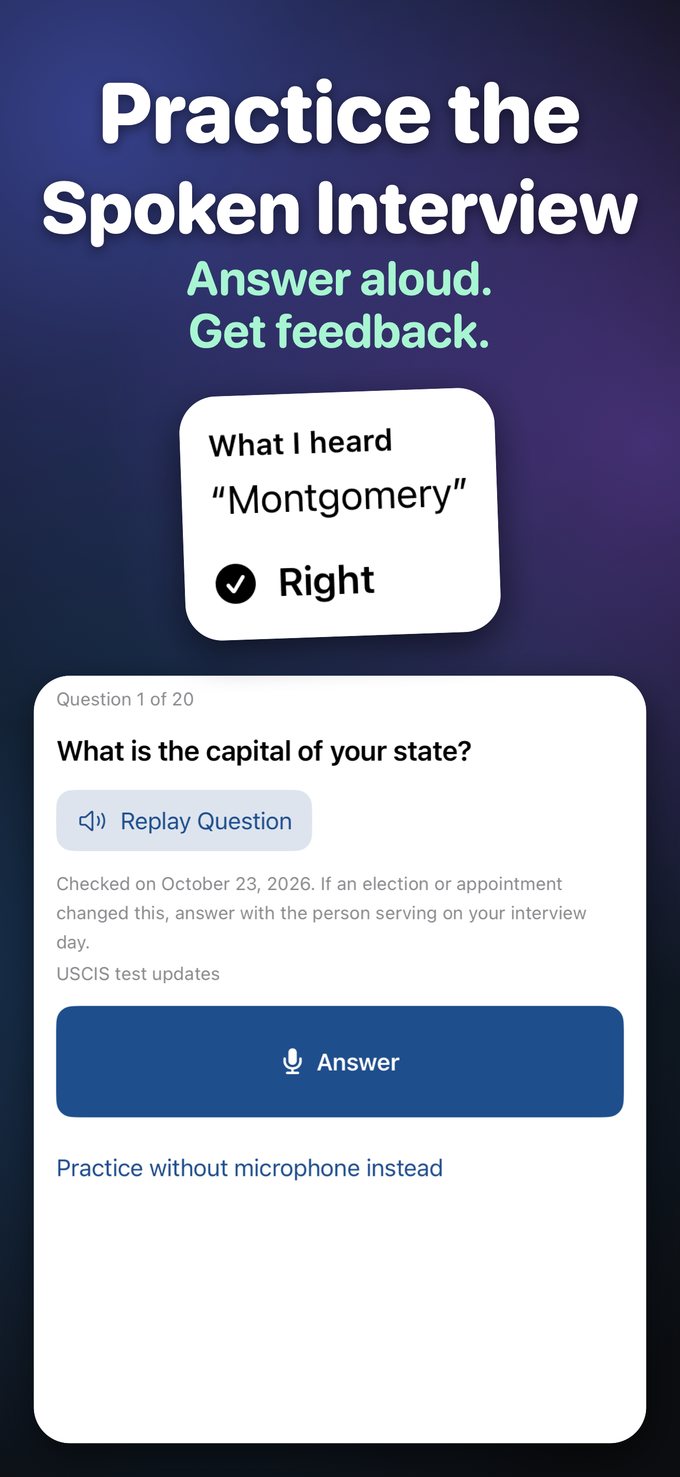 Practice the
Spoken Interview
Answer aloud.
Get feedback.
What I heard
“Montgomery”
Right
Question 1 of 20
What is the capital of your state?
Replay Question
Checked on October 23, 2026. If an election or appointment
changed this, answer with the person serving on your interview
day.
USCIS test updates
Answer
Practice without microphone instead